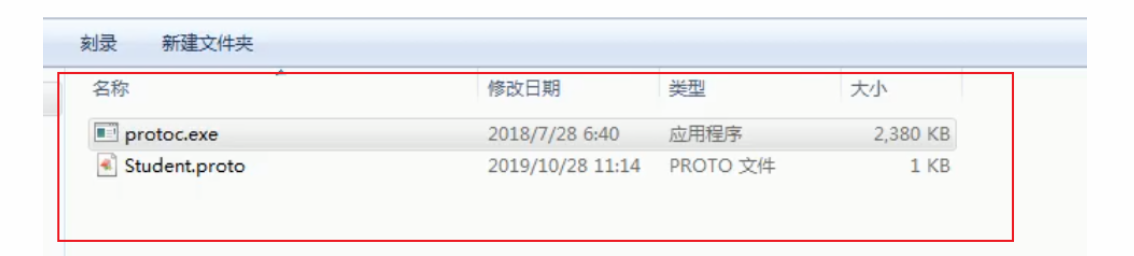 刻录 新建文件夹
名称 修改日期 类型 大小
protoc.exe 2018/7/28 6:40 应用程序 2,380 KB
Student.proto 2019/10/28 11:14 PROTO 文件 1 KB